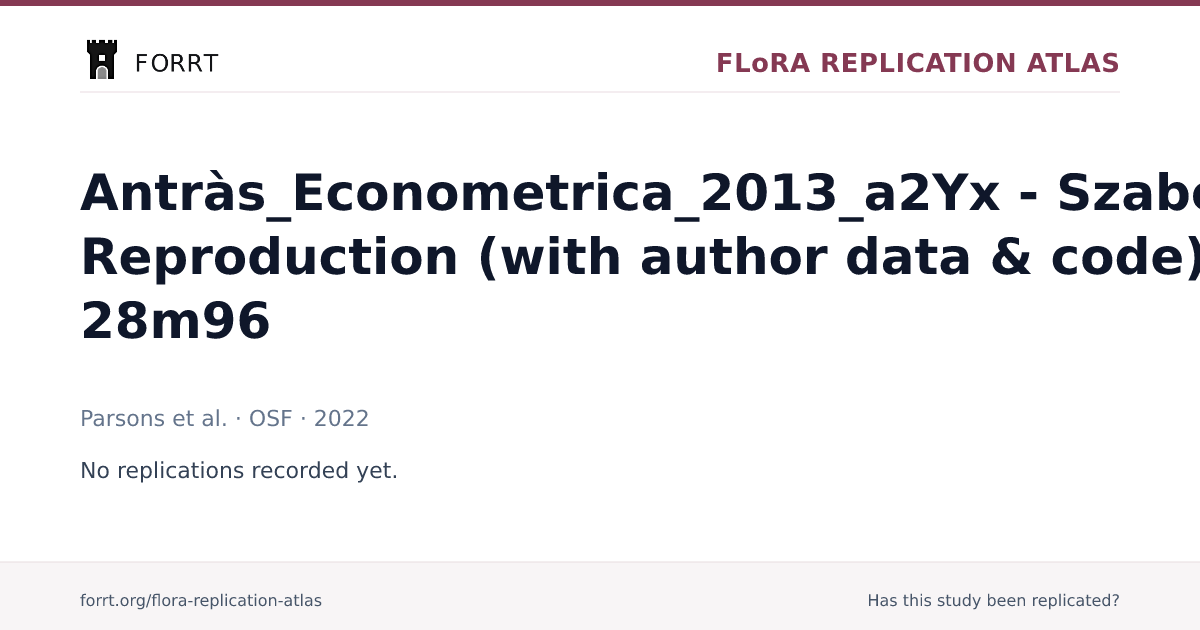 FORRT
FLoRA REPLICATION ATLAS
Antràs_Econometrica_2013_a2Yx - Szab
Reproduction (with author data & code)
28m96
Parsons et al. · OSF · 2022
No replications recorded yet.
forrt.org/flora-replication-atlas
Has this study been replicated?